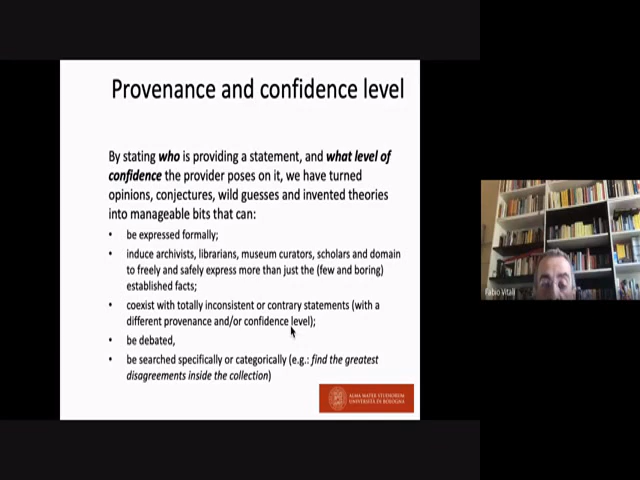 Provenance and confidence level
By stating who is providing a statement, and what level of
confidence the provider poses on it, we have turned
opinions, conjectures, wild guesses and invented theories
into manageable bits that can:
• be expressed formally;
• induce archivists, librarians, museum curators, scholars and domain
to freely and safely express more than just the (few and boring)
established facts;
• coexist with totally inconsistent or contrary statements (with a
different provenance and/or confidence level);
• be debated,
• be searched specifically or categorically (e.g.: find the greatest
disagreements inside the collection)
ALMA MATER STUDIORUM
UNIVERSITÀ DI BOLOGNA
Fabio Vitali